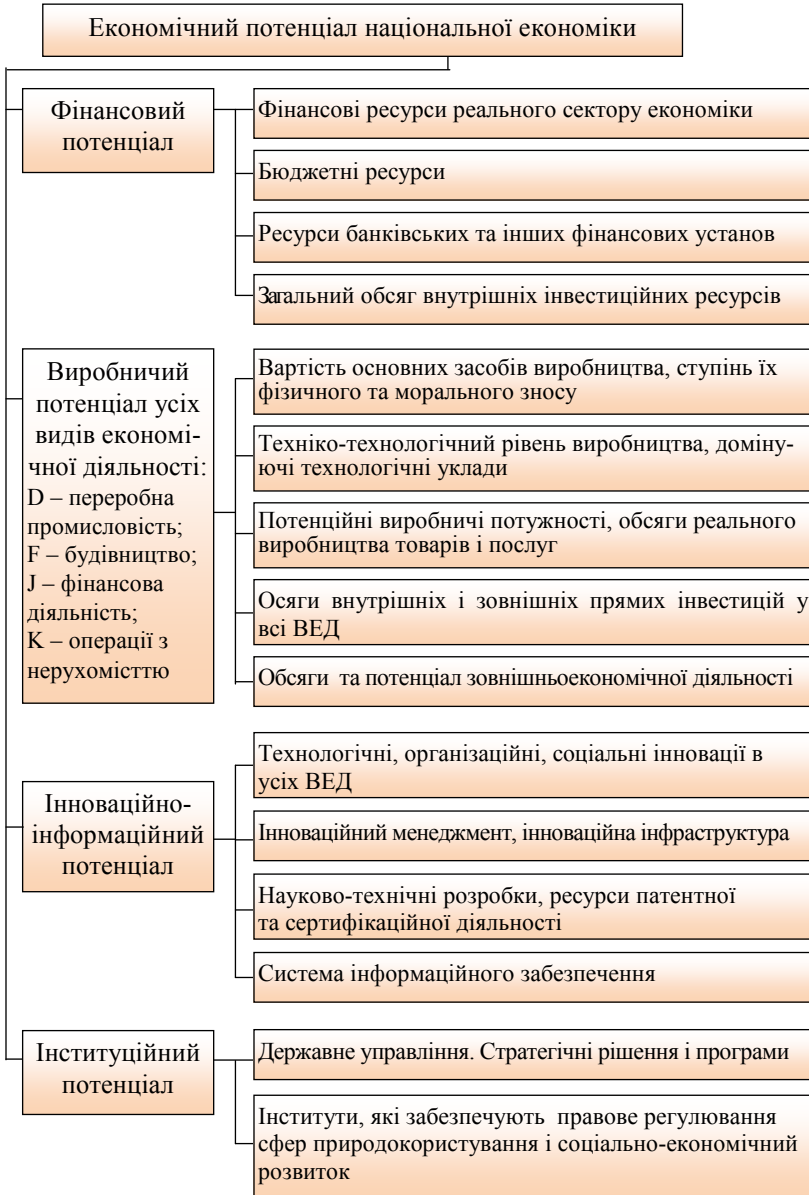 Економічний потенціал національної економіки
Фінансовий
потенціал
Фінансові ресурси реального сектору економіки
Бюджетні ресурси
Ресурси банківських та інших фінансових установ
Загальний обсяг внутрішніх інвестиційних ресурсів
Виробничий
потенціал усіх
видів економі-
чної діяльності:
D – переробна
промисловість;
F – будівництво;
J – фінансова
діяльність;
K – операції з
нерухомісттю
Вартість основних засобів виробництва, ступінь їх
фізичного та морального зносу
Техніко-технологічний рівень виробництва, доміну-
ючі технологічні уклади
Потенційні виробничі потужності, обсяги реального
виробництва товарів і послуг
Осяги внутрішніх і зовнішніх прямих інвестицій у
всі ВЕД
Обсяги та потенціал зовнішньоекономічної діяльності
Інноваційно-
інформаційний
потенціал
Технологічні, організаційні, соціальні інновації в
усіх ВЕД
Інноваційний менеджмент, інноваційна інфраструктура
Науково-технічні розробки, ресурси патентної
та сертифікаційної діяльності
Система інформаційного забезпечення
Інституційний
потенціал
Державне управління. Стратегічні рішення і програми
Інститути, які забезпечують правове регулювання
сфер природокористування і соціально-економічний
розвиток